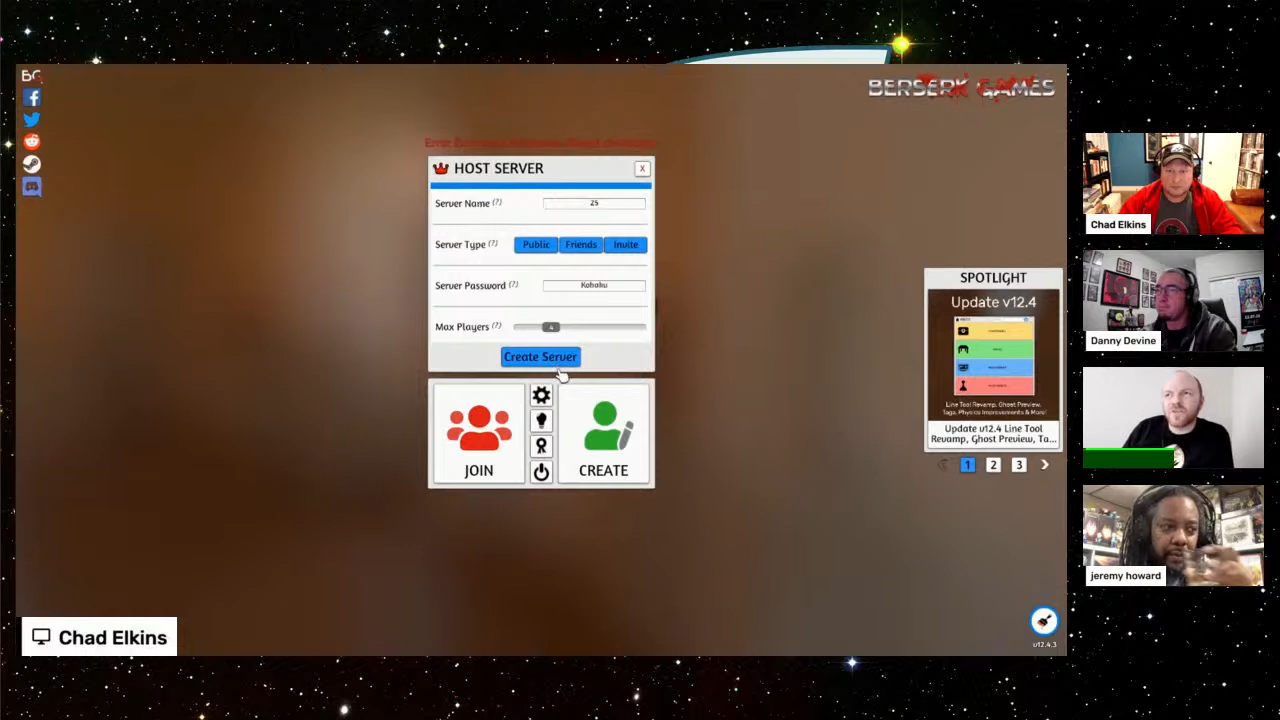 BERSERK GAMES
HOST SERVER
X
Server Name (?)
25
Server Type (?)
Public
Friends
Invite
Server Password (?)
Kohaku
Max Players (?)
4
Create Server
JOIN
CREATE
SPOTLIGHT
Update v12.4
Line Tool Revamp, Ghost Preview,
Tags, Physics Improvements & More!
Update v12.4 Line Tool
Revamp, Ghost Preview, Ta...
1
2
3
v12.4.3
Chad Elkins
Danny Devine
jeremy howard
Chad Elkins